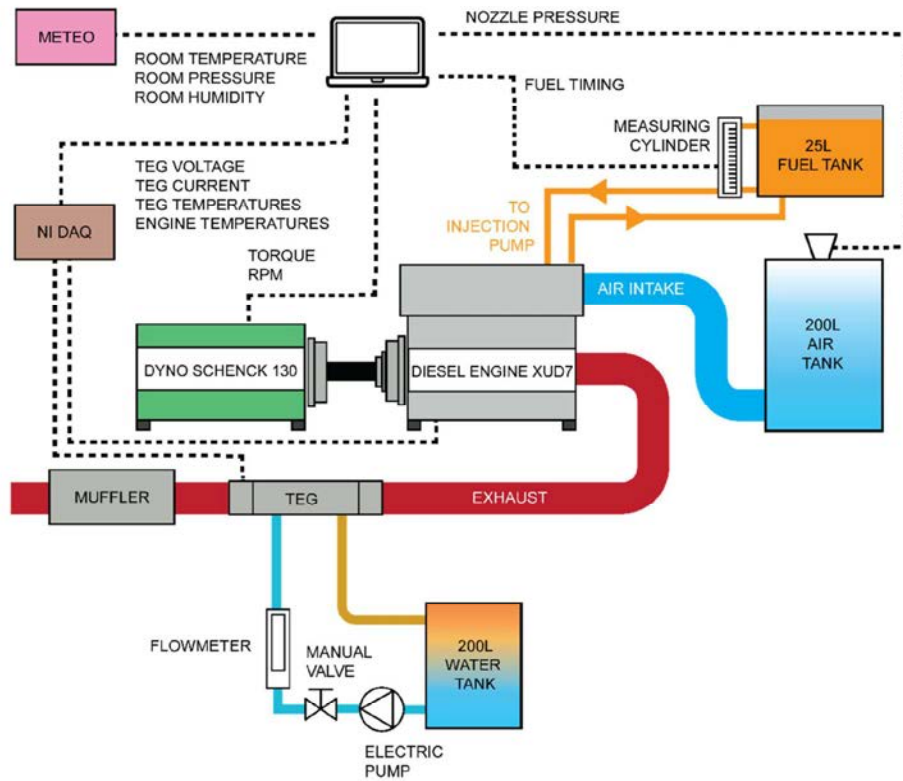 NOZZLE PRESSURE
METEO
ROOM TEMPERATURE
ROOM PRESSURE
ROOM HUMIDITY
FUEL TIMING
MEASURING
CYLINDER
25L
FUEL TANK
TEG VOLTAGE
TEG CURRENT
TEG TEMPERATURES
ENGINE TEMPERATURES
NI DAQ
TO
INJECTION
PUMP
TORQUE
RPM
AIR INTAKE
200L
AIR
TANK
DYNO SCHENCK 130
DIESEL ENGINE XUD7
MUFFLER
TEG
EXHAUST
FLOWMETER
MANUAL
VALVE
200L
WATER
TANK
ELECTRIC
PUMP